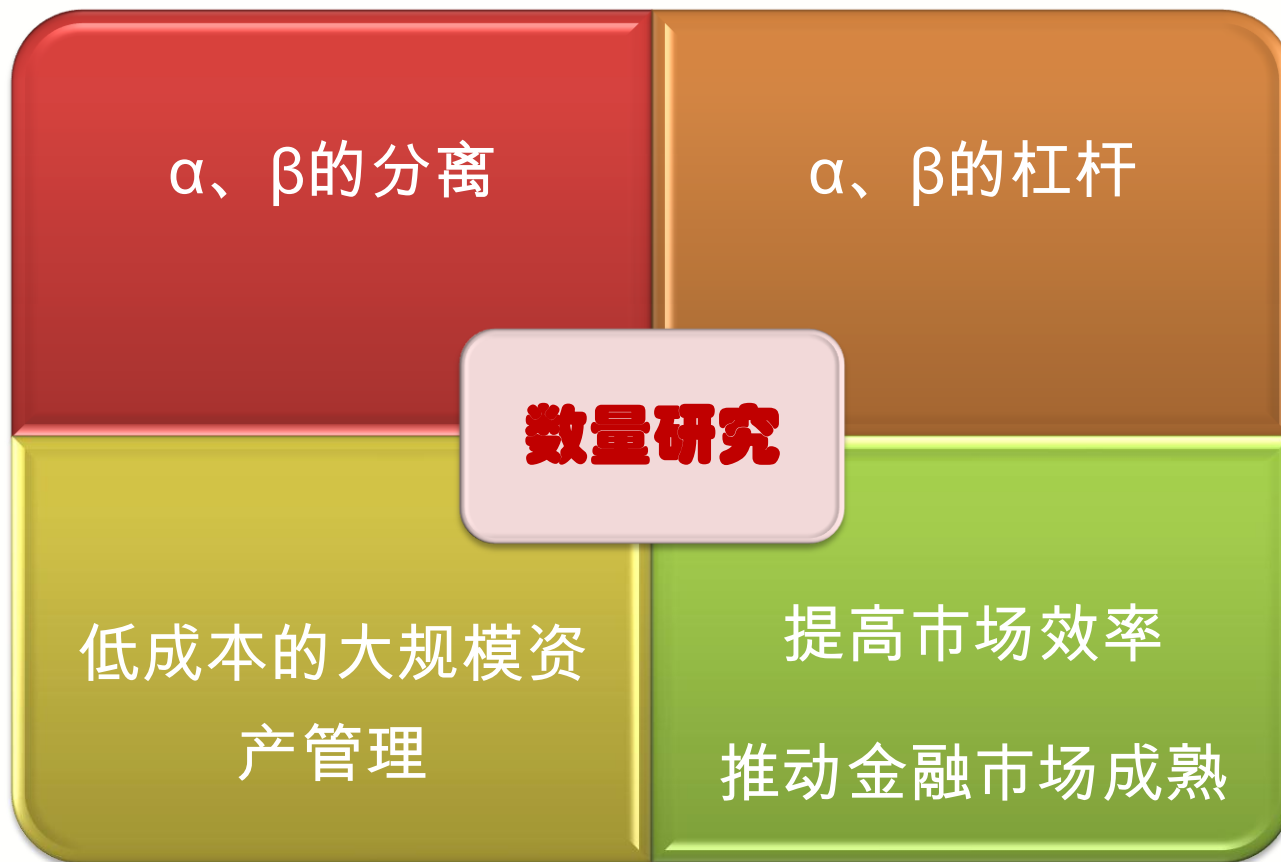 α、β的分离
α、β的杠杆
数量研究
低成本的大规模资
产管理
提高市场效率
推动金融市场成熟